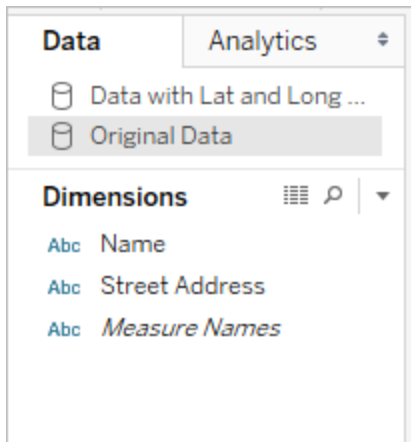 Data Analytics
Data with Lat and Long ...
Original Data
Dimensions
Abc Name
Abc Street Address
Abc Measure Names